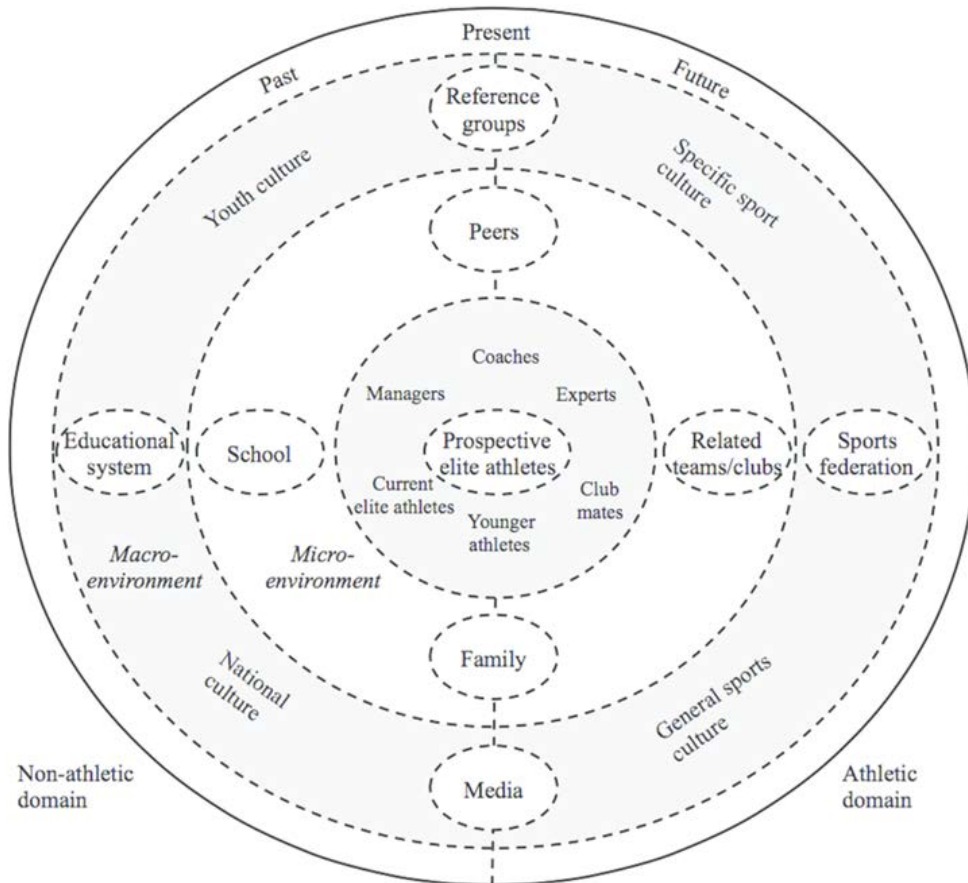 Present
Past
Future
Reference
groups
Youth culture
Specific sport
culture
Peers
Coaches
Managers
Experts
Educational
system
School
Prospective
elite athletes
Related
teams/clubs
Sports
federation
Current
elite athletes
Club
mates
Younger
athletes
Macro-
environment
Micro-
environment
Family
National
culture
General sports
culture
Non-athletic
domain
Media
Athletic
domain